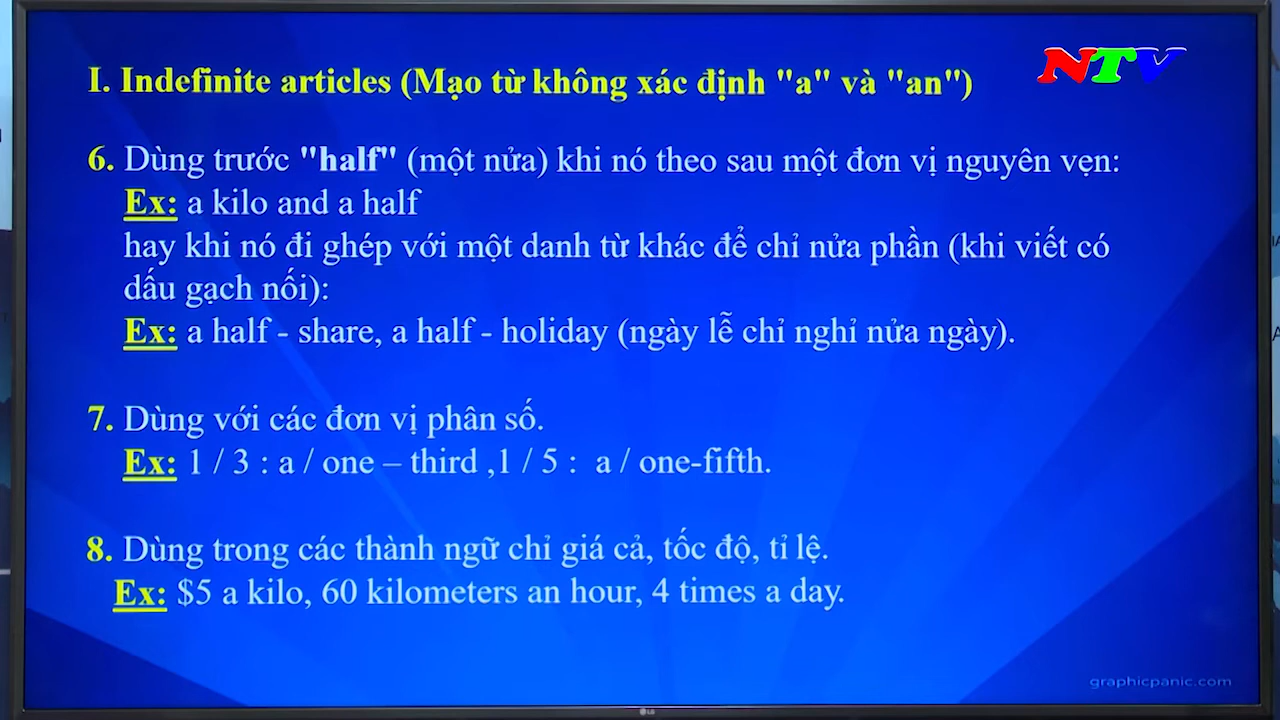 I. Indefinite articles (Mạo từ không xác định "a" và "an")
NTV
6. Dùng trước "half" (một nửa) khi nó theo sau một đơn vị nguyên vẹn:
Ex: a kilo and a half
hay khi nó đi ghép với một danh từ khác để chỉ nửa phần (khi viết có
dấu gạch nối):
Ex: a half - share, a half - holiday (ngày lễ chỉ nghỉ nửa ngày).
7. Dùng với các đơn vị phân số.
Ex: 1 / 3 : a / one – third ,1 / 5 :  a / one-fifth.
8. Dùng trong các thành ngữ chỉ giá cả, tốc độ, tỉ lệ.
Ex: $5 a kilo, 60 kilometers an hour, 4 times a day.
graphicpanic.com
LG